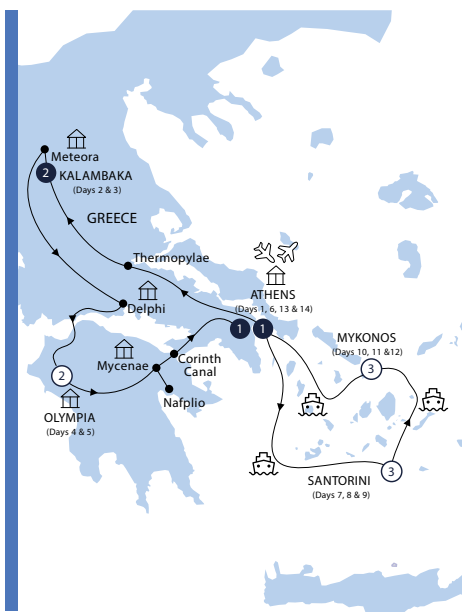 Meteora
2
KALAMBAKA
(Days 2 & 3)
GREECE
Thermopylae
ATHENS
(Days 1, 6, 13 & 14)
Delphi
1
1
MYKONOS
(Days 10, 11 &12)
Corinth
Canal
Mycenae
3
2
Nafplio
OLYMPIA
(Days 4 & 5)
3
SANTORINI
(Days 7, 8 & 9)